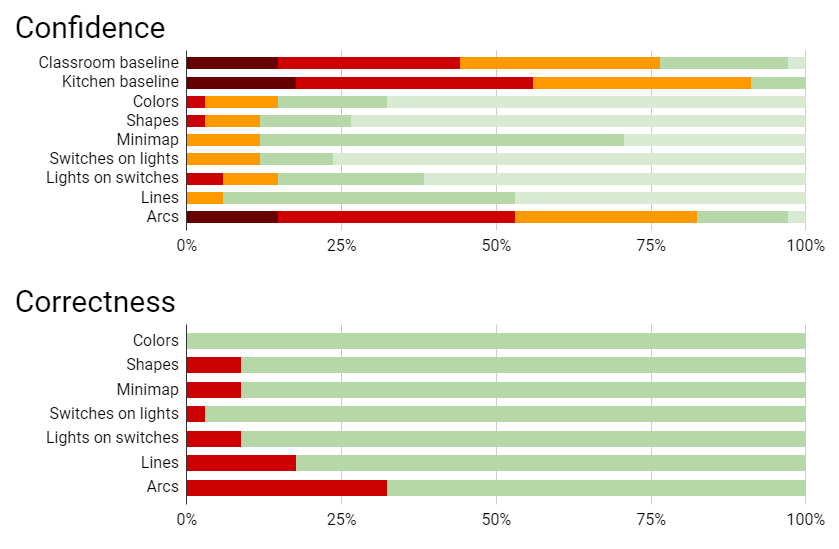 Confidence
Classroom baseline
Kitchen baseline
Colors
Shapes
Minimap
Switches on lights
Lights on switches
Lines
Arcs
0% 25% 50% 75% 100%
Correctness
Colors
Shapes
Minimap
Switches on lights
Lights on switches
Lines
Arcs
0% 25% 50% 75% 100%